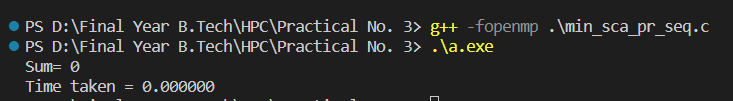 PS D:\Final Year B.Tech\HPC\Practical No. 3> g++ -fopenmp .\min_sca_pr_seq.c
PS D:\Final Year B.Tech\HPC\Practical No. 3> .\a.exe
Sum= 0
Time taken = 0.000000